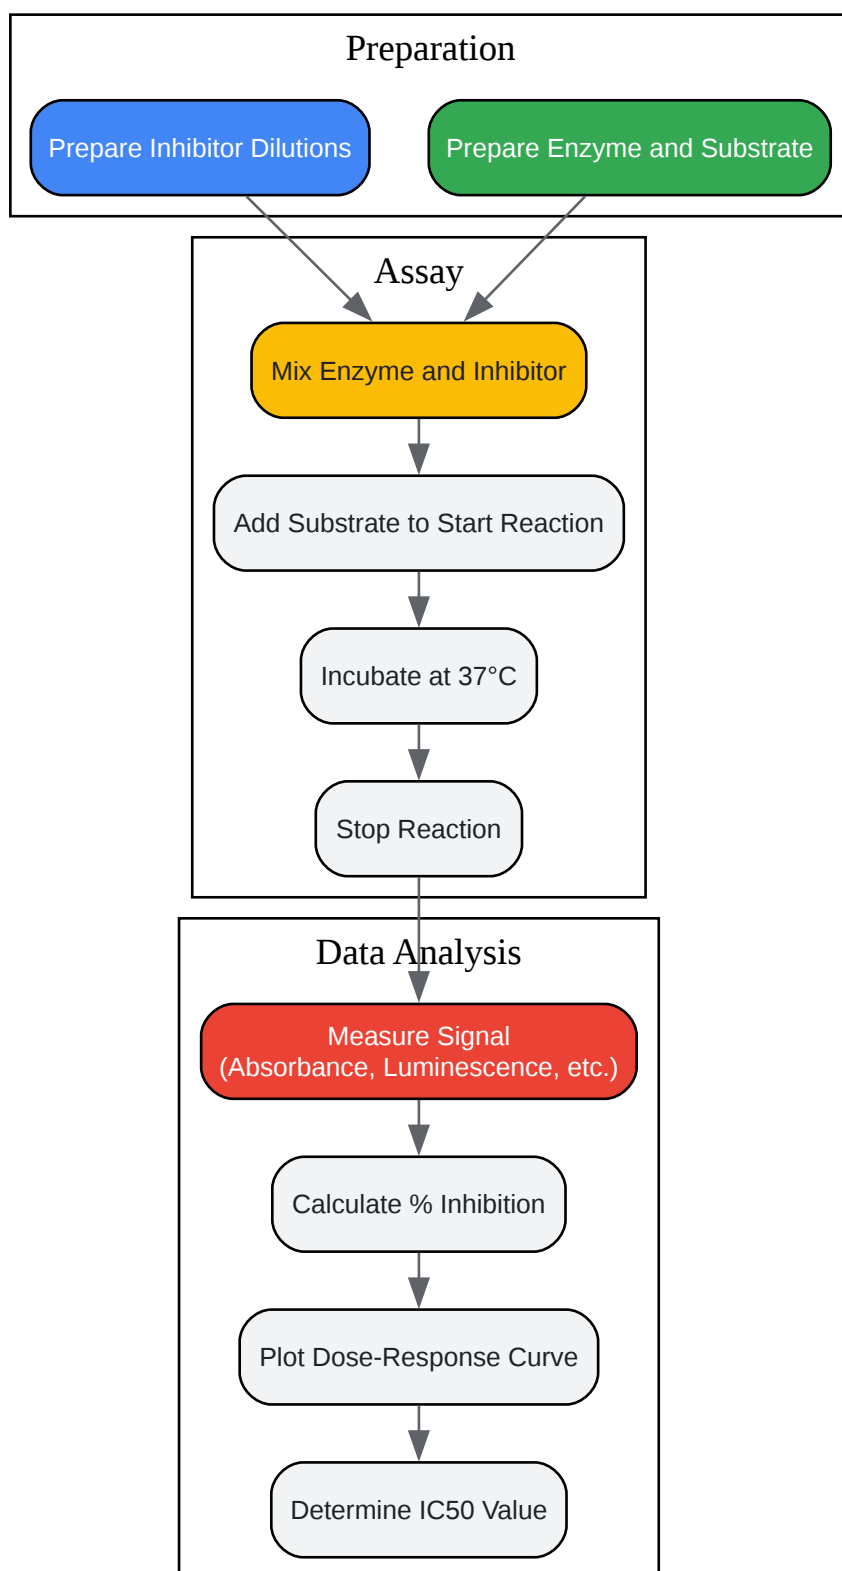 Preparation
Prepare Inhibitor Dilutions
Prepare Enzyme and Substrate
Assay
Mix Enzyme and Inhibitor
Add Substrate to Start Reaction
Incubate at 37°C
Stop Reaction
Data Analysis
Measure Signal
(Absorbance, Luminescence, etc.)
Calculate % Inhibition
Plot Dose-Response Curve
Determine IC50 Value